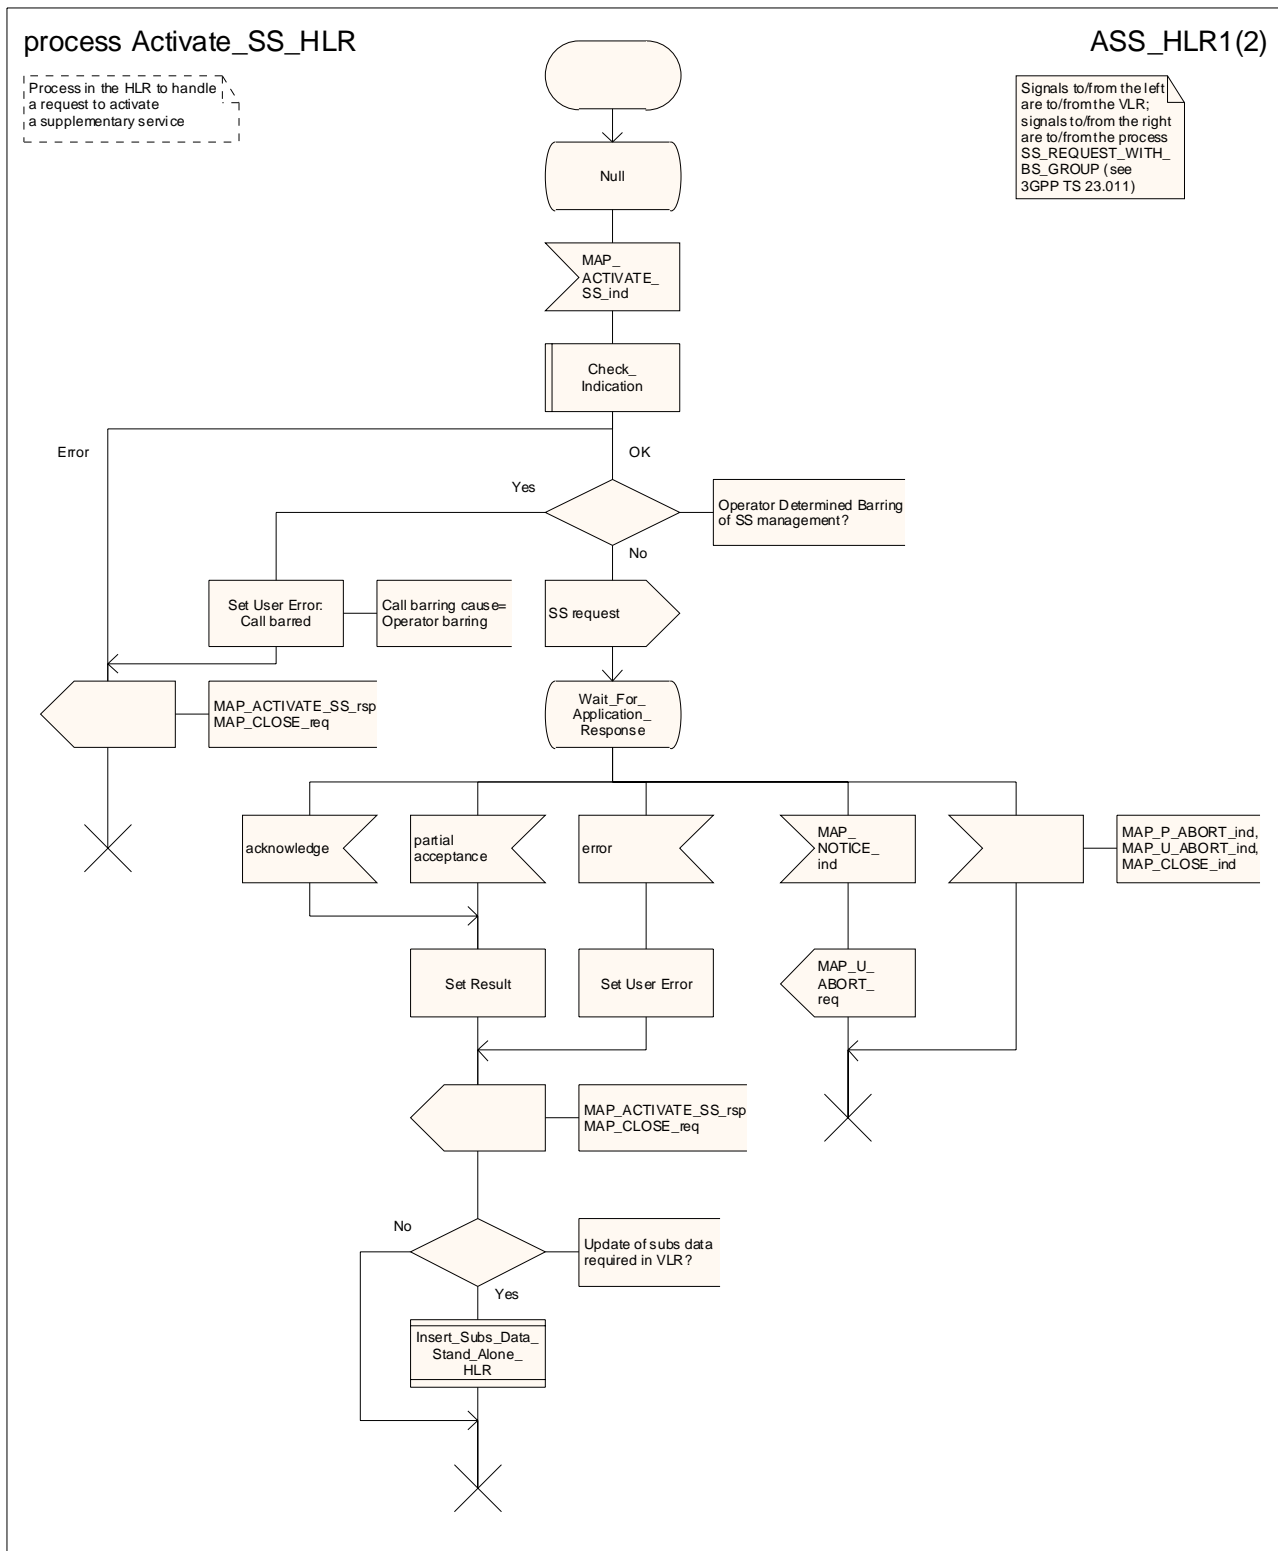 process Activate_SS_HLR
ASS_HLR1(2)
Process in the HLR to handle
a request to activate
a supplementary service
Signals to/from the left
are to/from the VLR;
signals to/from the right
are to/from the process
SS_REQUEST_WITH_
BS_GROUP (see
3GPP TS 23.011)
Null
MAP_
ACTIVATE_
SS_ind
Check_
Indication
Error
OK
Yes
Operator Determined Barring
of SS management?
No
Set User Error:
Call barred
Call barring cause=
Operator barring
SS request
MAP_ACTIVATE_SS_rsp
MAP_CLOSE_req
Wait_For_
Application_
Response
acknowledge
partial
acceptance
error
MAP_
NOTICE_
ind
MAP_P_ABORT_ind,
MAP_U_ABORT_ind,
MAP_CLOSE_ind
Set Result
Set User Error
MAP_U_
ABORT_
req
MAP_ACTIVATE_SS_rsp
MAP_CLOSE_req
No
Update of subs data
required in VLR?
Yes
Insert_Subs_Data_
Stand_Alone_
HLR